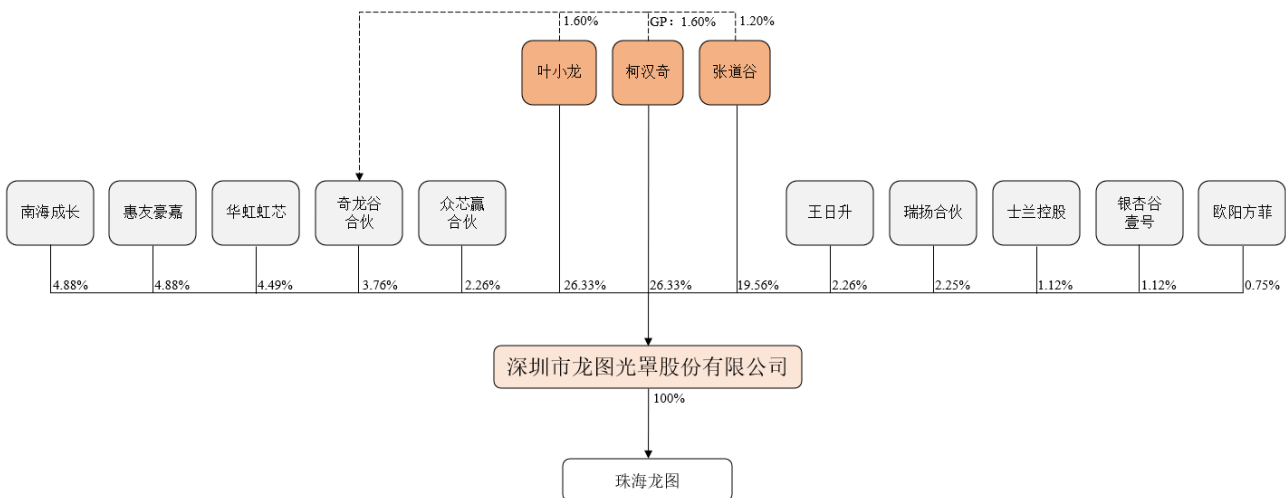 1.60%
GP：1.60%
1.20%
叶小龙
柯汉奇
张道谷
南海成长
惠友豪嘉
华虹虹芯
奇龙谷
合伙
众芯赢
合伙
王日升
瑞扬合伙
士兰控股
银杏谷
壹号
欧阳方菲
4.88%
4.88%
4.49%
3.76%
2.26%
26.33%
26.33%
19.56%
2.26%
2.25%
1.12%
1.12%
0.75%
深圳市龙图光罩股份有限公司
100%
珠海龙图